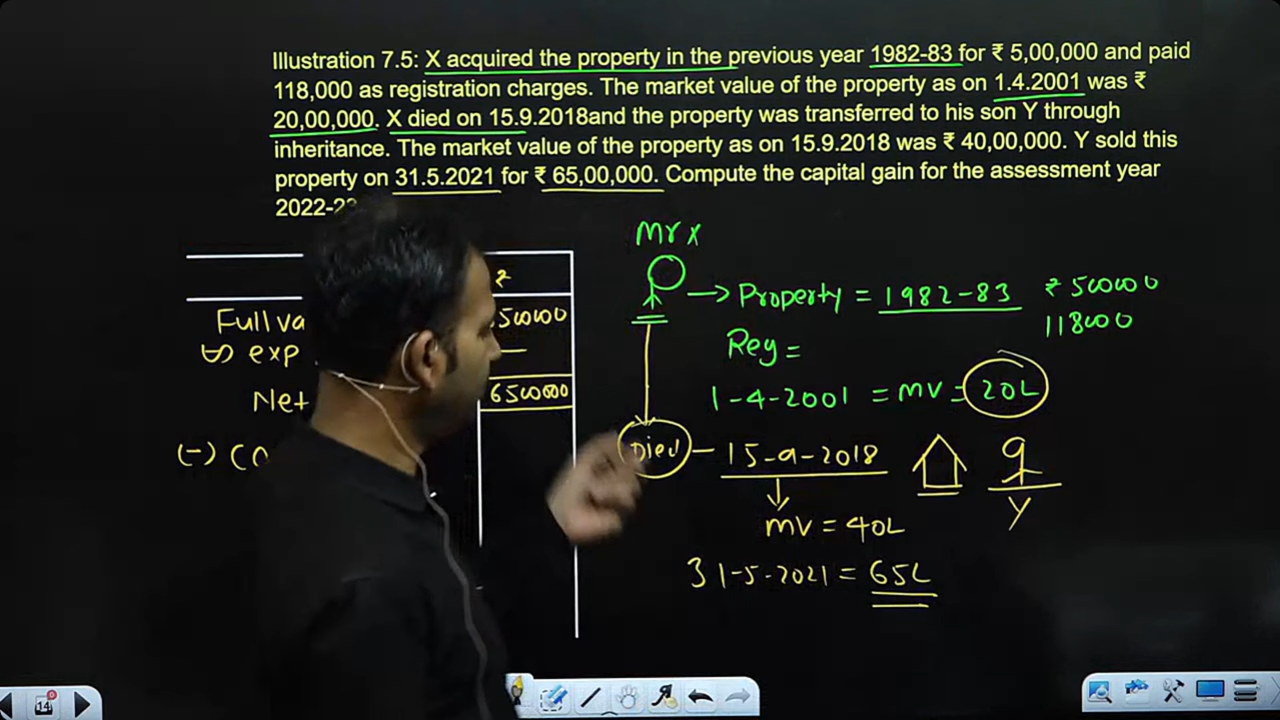 Illustration 7.5: X acquired the property in the previous year 1982-83 for ₹ 5,00,000 and paid
118,000 as registration charges. The market value of the property as on 1.4.2001 was ₹
20,00,000. X died on 15.9.2018and the property was transferred to his son Y through
inheritance. The market value of the property as on 15.9.2018 was ₹ 40,00,000. Y sold this
property on 31.5.2021 for ₹ 65,00,000. Compute the capital gain for the assessment year
₹
Full
exp —
Net 6500000
(-)
Mr X
Property = 1982-83 ₹ 500000
118000
Reg =
1-4-2001 = MV = 20L
Died - 15-9-2018
Y
MV = 40L
31-5-2021 = 65L
14
0